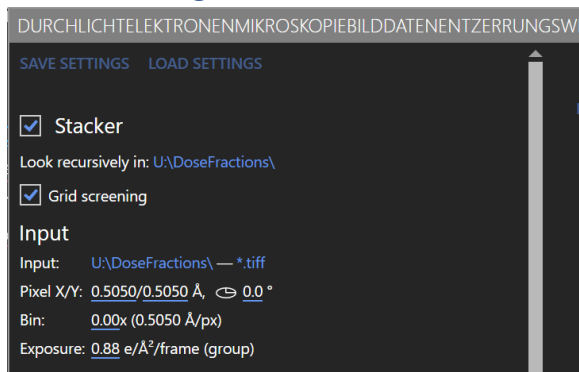 DURCHLICHTELEKTRONENMIKROSKOPIEBILDDATENENTZERRUNGSW
SAVE SETTINGS LOAD SETTINGS
Stacker
Look recursively in: U:\DoseFractions\
Grid screening
Input
Input: U:\DoseFractions\ — *.tiff
Pixel X/Y: 0.5050/0.5050 Å, 0.0 °
Bin: 0.00x (0.5050 Å/px)
Exposure: 0.88 e/Å²/frame (group)